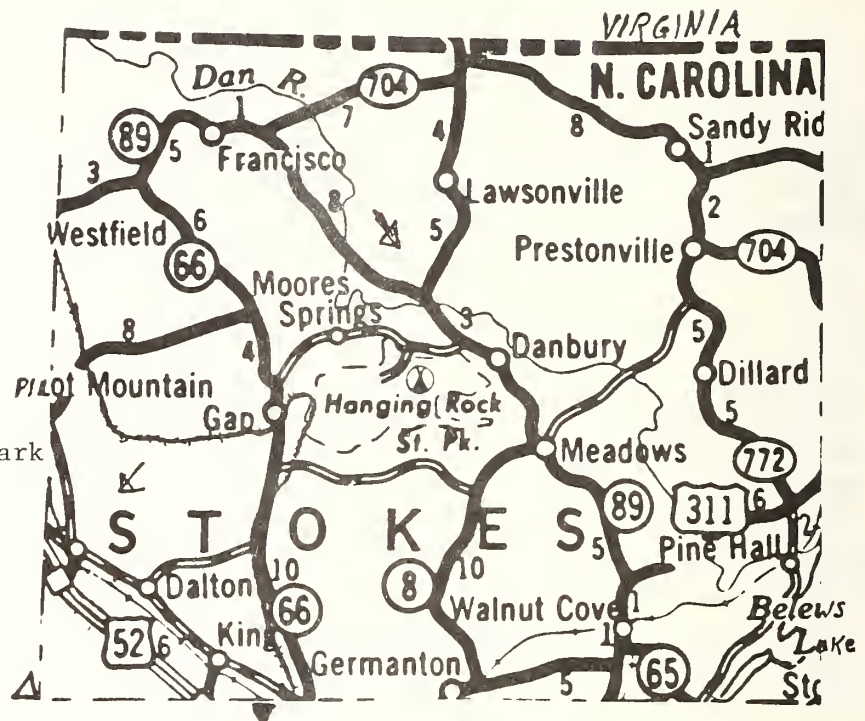 VIRGINIA
N. CAROLINA
Dan R.
704
1
7
4
8
89
5
Francisco
Sandy Rid
1
3
8
Lawsonville
2
Westfield
6
5
Prestonville
704
66
Moores
Springs
8
4
3
Danbury
5
Dillard
PILOT Mountain
Gap
Hanging Rock
St. Pk.
5
ark
Meadows
772
89
311
6
STOKES
5
Pine Hall
2
Dalton
10
8
10
Walnut Cove
1
Belews
Lake
66
1
52
6
King
Germanton
5
65
Sto